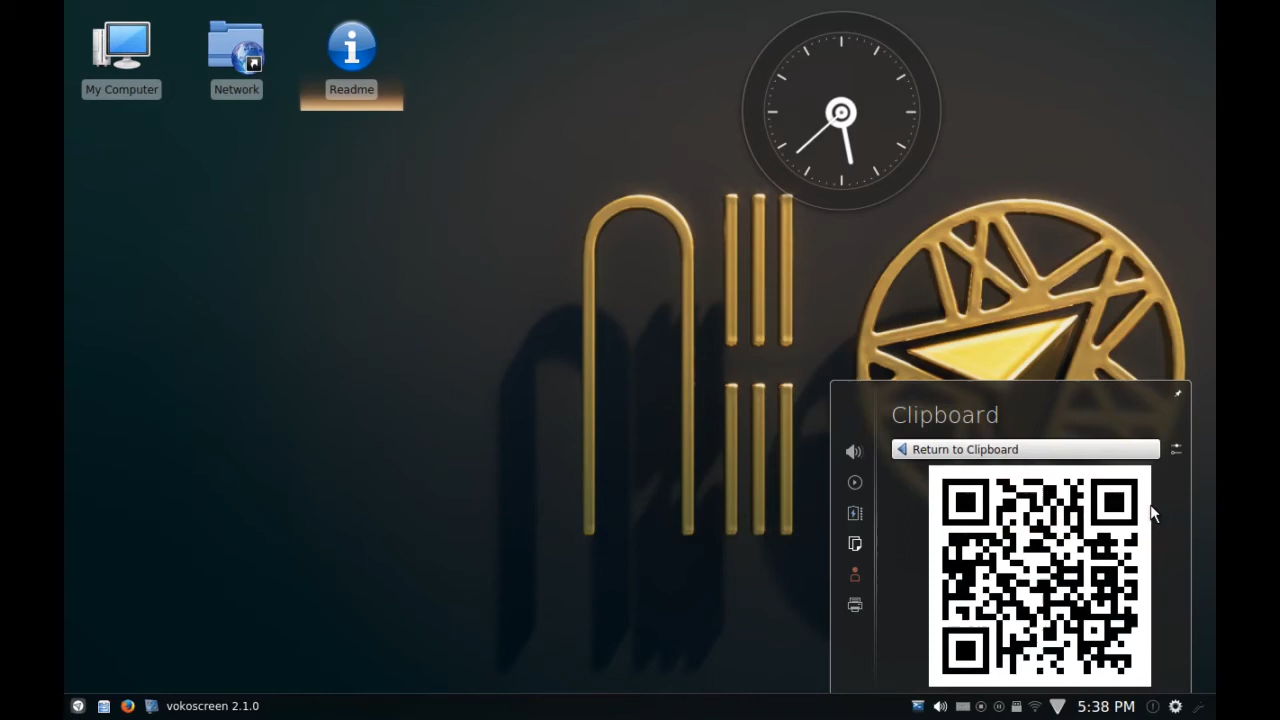 My Computer
Network
Readme
Clipboard
Return to Clipboard
vokoscreen 2.1.0
5:38 PM